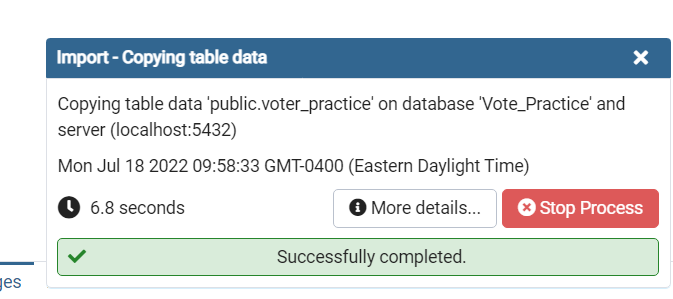 Import - Copying table data
Copying table data 'public.voter_practice' on database 'Vote_Practice' and
server (localhost:5432)
Mon Jul 18 2022 09:58:33 GMT-0400 (Eastern Daylight Time)
6.8 seconds
More details...
Stop Process
Successfully completed.
ges